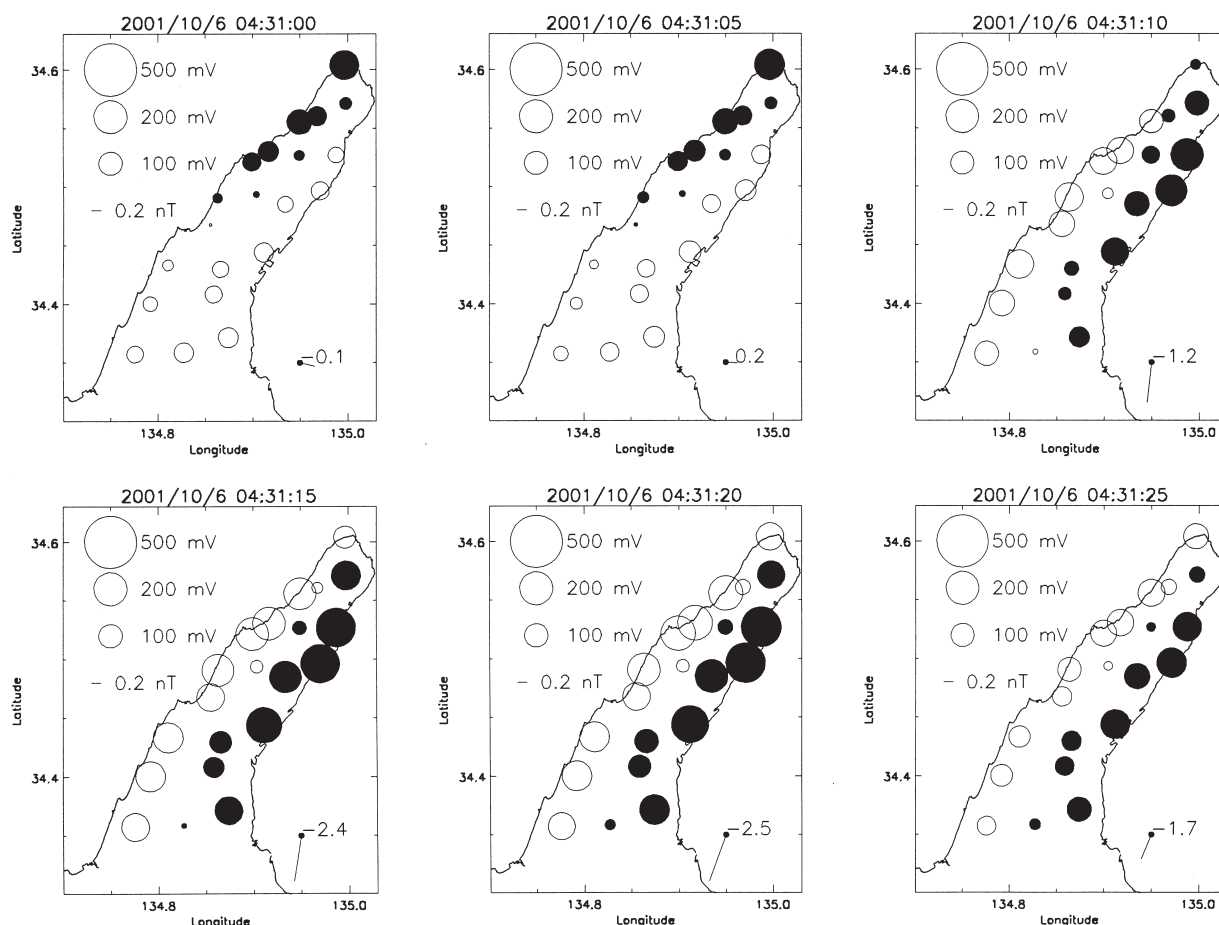 2001/10/6 04:31:00
34.6
500 mV
200 mV
100 mV
– 0.2 nT
34.4
–0.1
134.8
135.0
Latitude
Longitude
2001/10/6 04:31:05
34.6
500 mV
200 mV
100 mV
– 0.2 nT
34.4
0.2
134.8
135.0
Latitude
Longitude
2001/10/6 04:31:10
34.6
500 mV
200 mV
100 mV
– 0.2 nT
34.4
–1.2
134.8
135.0
Latitude
Longitude
2001/10/6 04:31:15
34.6
500 mV
200 mV
100 mV
– 0.2 nT
34.4
–2.4
134.8
135.0
Latitude
Longitude
2001/10/6 04:31:20
34.6
500 mV
200 mV
100 mV
– 0.2 nT
34.4
–2.5
134.8
135.0
Latitude
Longitude
2001/10/6 04:31:25
34.6
500 mV
200 mV
100 mV
– 0.2 nT
34.4
–1.7
134.8
135.0
Latitude
Longitude